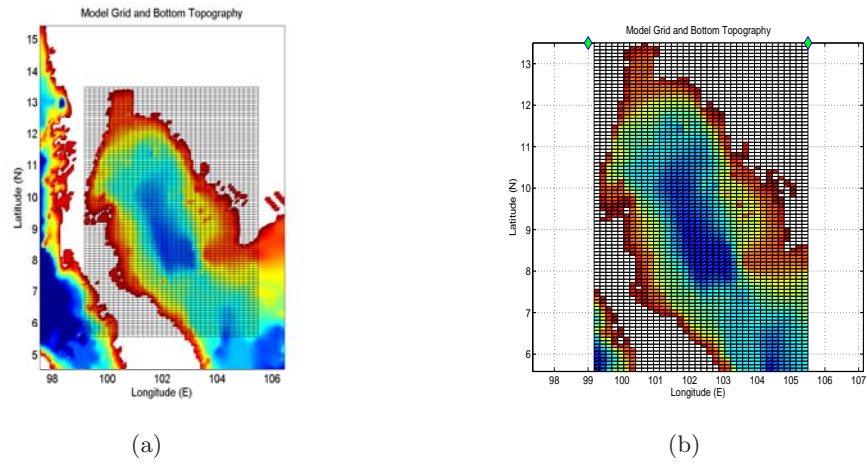 Model Grid and Bottom Topography
15
14
13
12
11
10
9
8
7
6
5
Latitude (N)
98 100 102 104 106
Longitude (E)
(a)
Model Grid and Bottom Topography
13
12
11
10
9
8
7
6
Latitude (N)
98 99 100 101 102 103 104 105 106 107
Longitude (E)
(b)